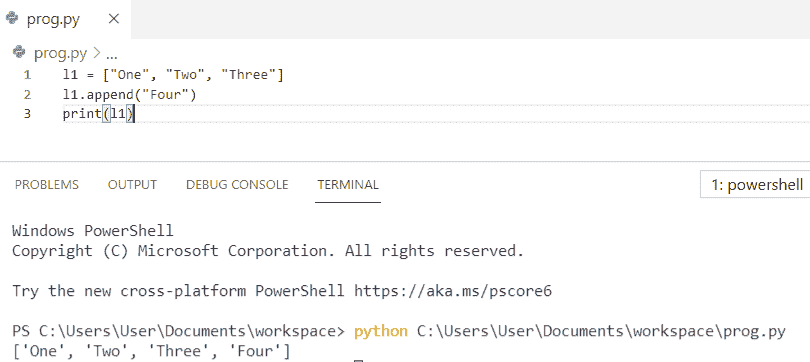 prog.py ×
prog.py > ...
1 l1 = ["One", "Two", "Three"]
2 l1.append("Four")
3 print(l1)
PROBLEMS OUTPUT DEBUG CONSOLE TERMINAL 1: powershell
Windows PowerShell
Copyright (C) Microsoft Corporation. All rights reserved.
Try the new cross-platform PowerShell https://aka.ms/pscore6
PS C:\Users\User\Documents\workspace> python C:\Users\User\Documents\workspace\prog.py
['One', 'Two', 'Three', 'Four']